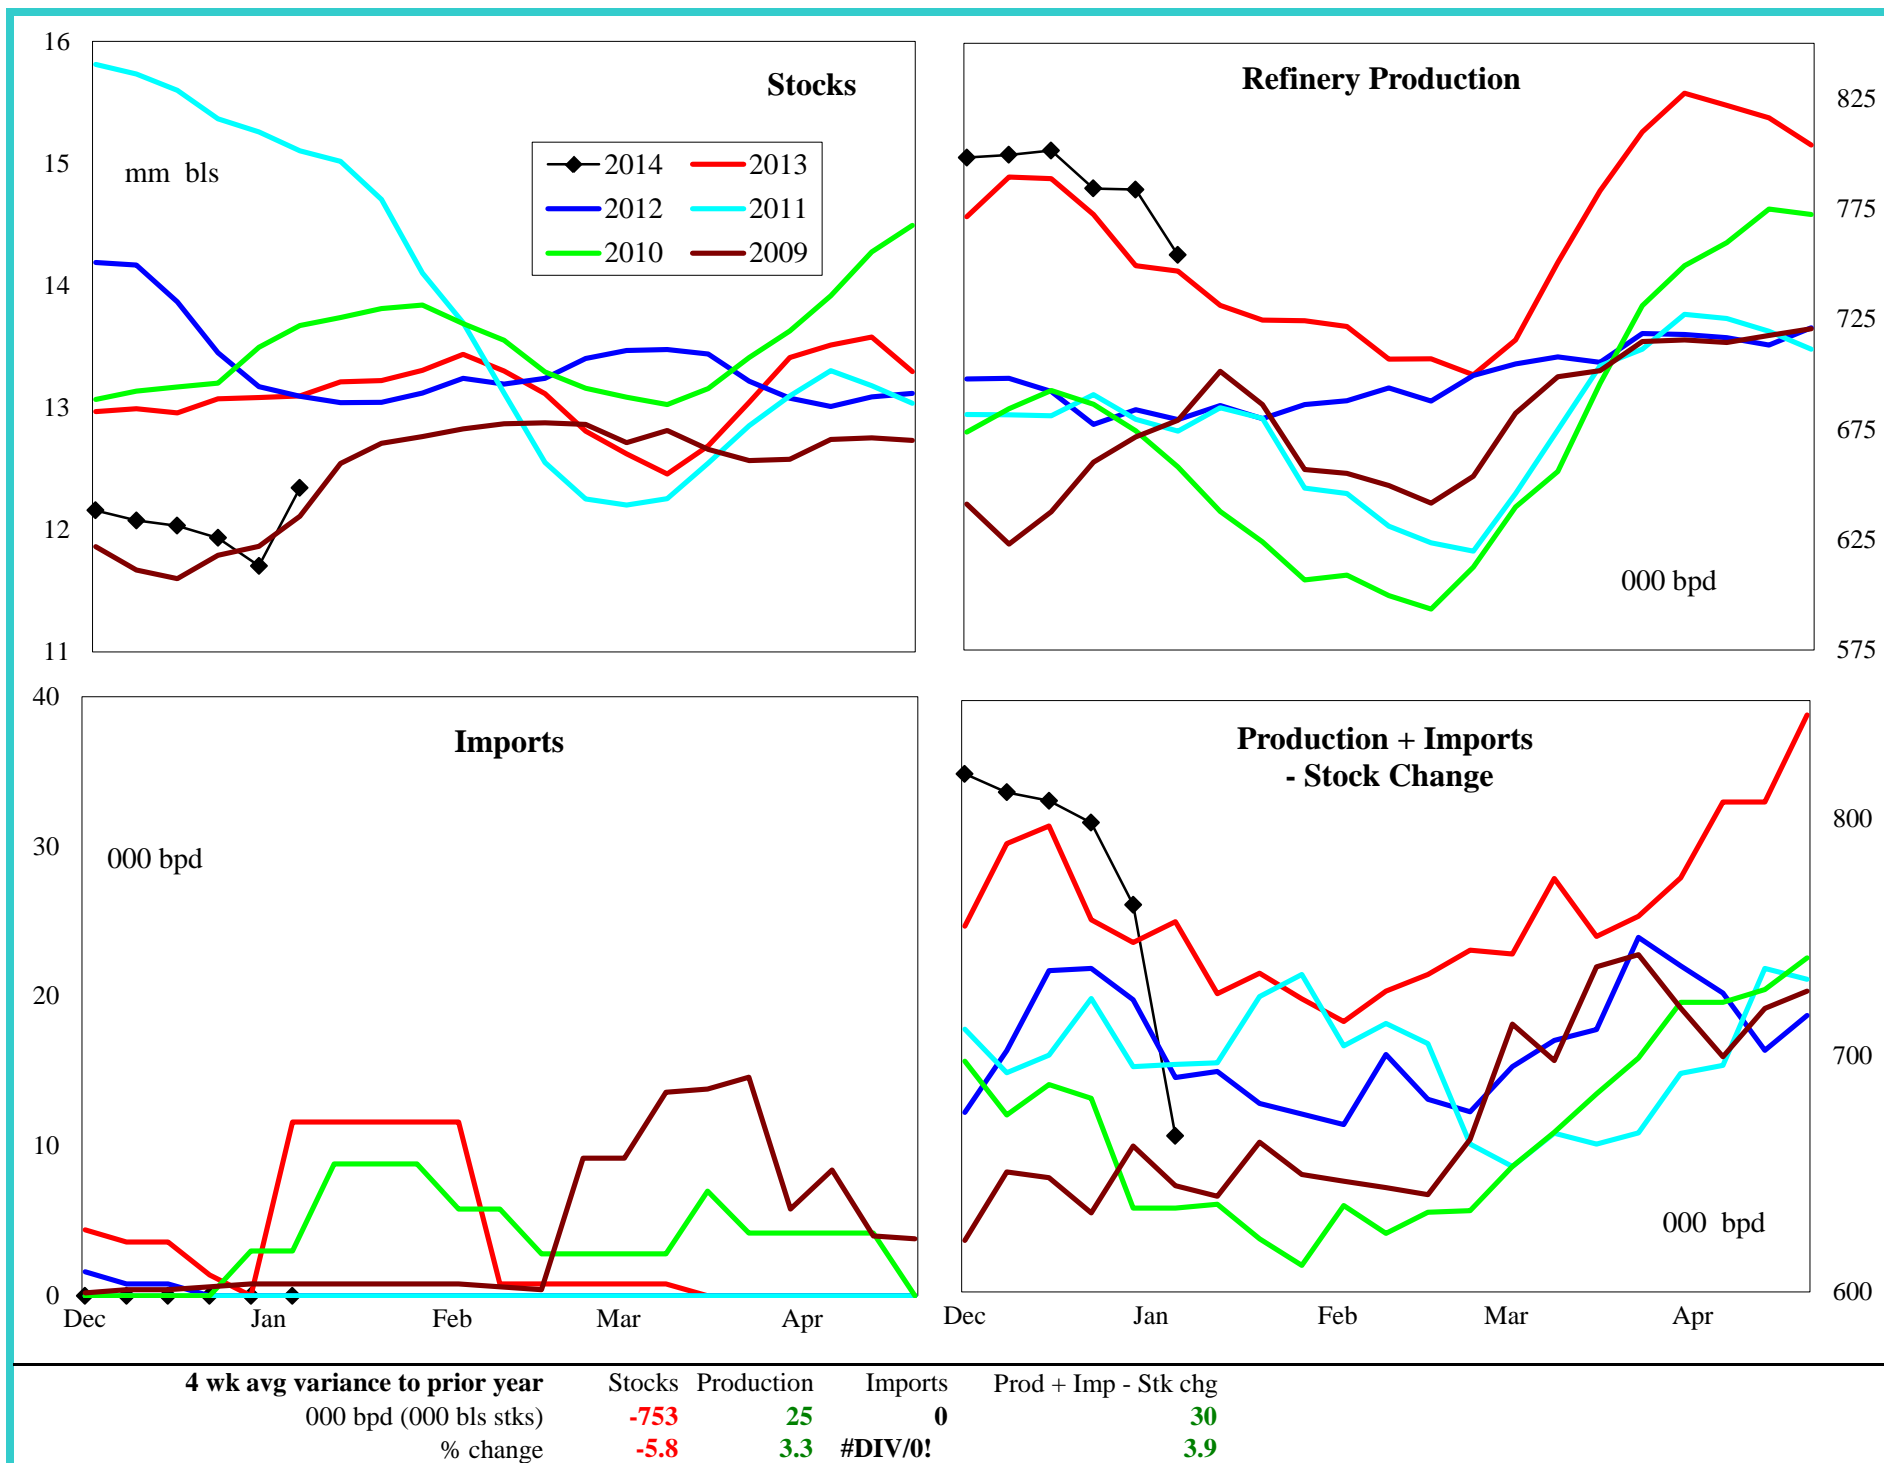 Stocks
mm bls
2014 2013
2012 2011
2010 2009
16
15
14
13
12
11
Refinery Production
000 bpd
825
775
725
675
625
575
Imports
000 bpd
40
30
20
10
0
Dec Jan Feb Mar Apr
Production + Imports
- Stock Change
000 bpd
800
700
600
Dec Jan Feb Mar Apr
4 wk avg variance to prior year Stocks Production Imports Prod + Imp - Stk chg
000 bpd (000 bls stks) -753 25 0 30
% change -5.8 3.3 #DIV/0! 3.9